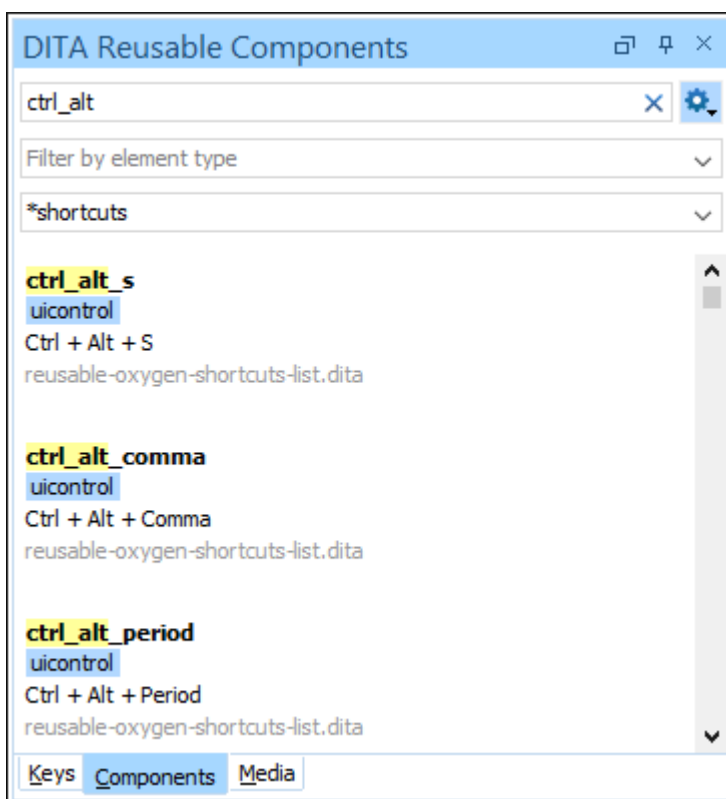 DITA Reusable Components
ctrl_alt
Filter by element type
*shortcuts
ctrl_alt_s
uicontrol
Ctrl + Alt + S
reusable-oxygen-shortcuts-list.dita
ctrl_alt_comma
uicontrol
Ctrl + Alt + Comma
reusable-oxygen-shortcuts-list.dita
ctrl_alt_period
uicontrol
Ctrl + Alt + Period
reusable-oxygen-shortcuts-list.dita
Keys Components Media